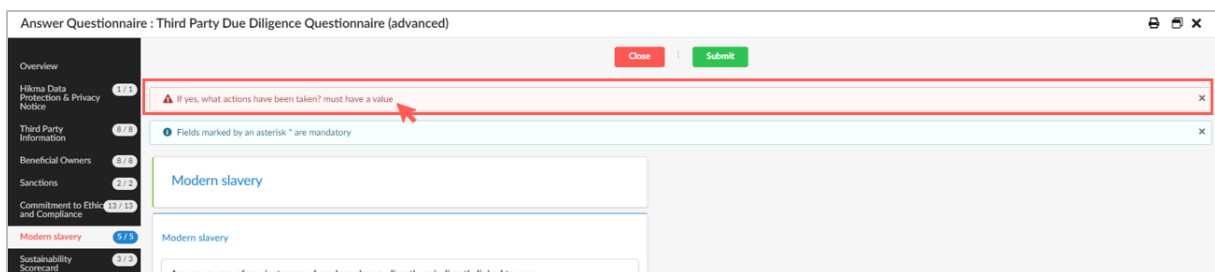 Answer Questionnaire : Third Party Due Diligence Questionnaire (advanced)
Close
Submit
Overview
Hikma Data
Protection & Privacy
Notice
1 / 1
Third Party
Information
8 / 8
Beneficial Owners
8 / 8
Sanctions
2 / 2
Commitment to Ethic
and Compliance
13 / 13
Modern slavery
5 / 5
Sustainability
Scorecard
3 / 3
If yes, what actions have been taken? must have a value
Fields marked by an asterisk * are mandatory
Modern slavery
Modern slavery